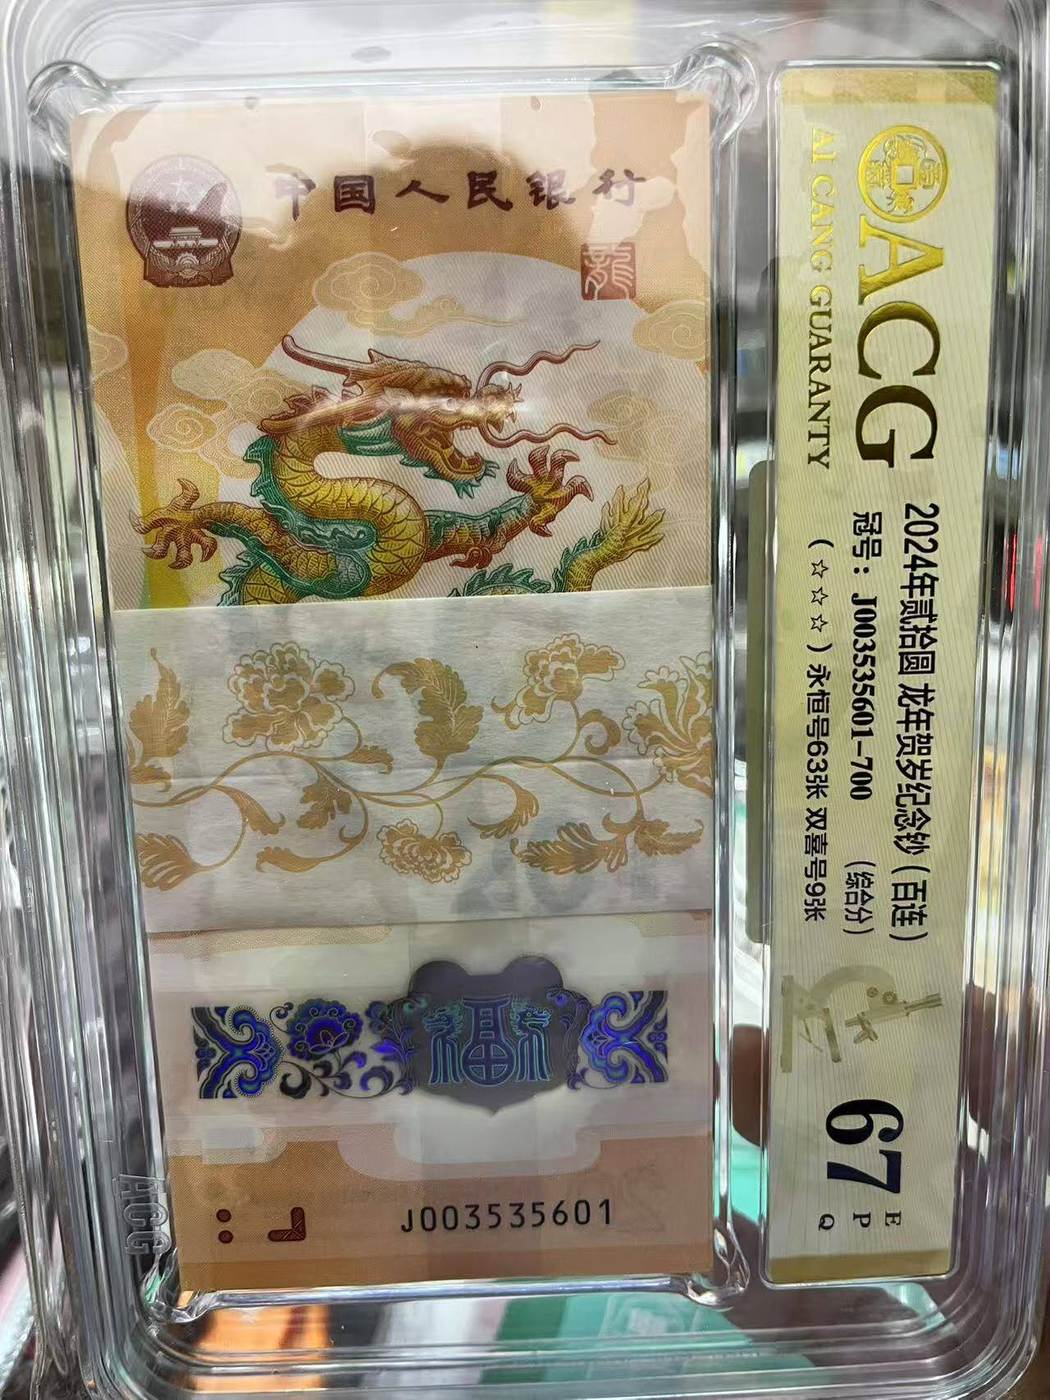 中国人民银行
龍
福
J003535601
ACG
AI CANG GUARANTY
2024年贰拾圆 龙年贺岁纪念钞（百连）
冠号：J003535601-700 （综合分）
（☆☆☆）永恒号63张 双喜号9张
67
E
P
Q
ACG